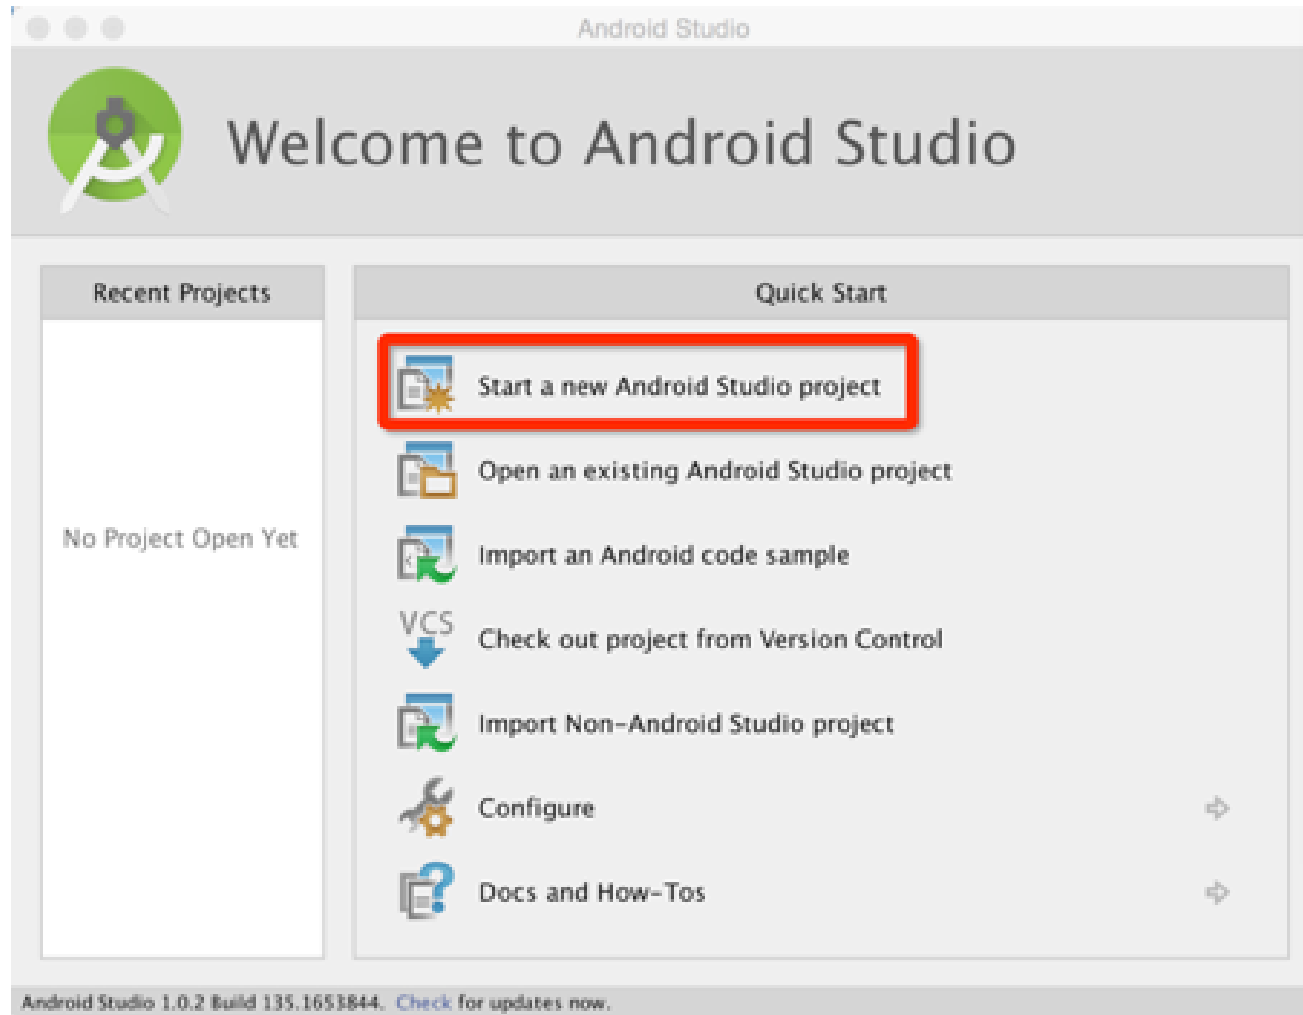 Android Studio
Welcome to Android Studio
Recent Projects
No Project Open Yet
Quick Start
Start a new Android Studio project
Open an existing Android Studio project
Import an Android code sample
VCS
Check out project from Version Control
Import Non-Android Studio project
Configure
Docs and How-Tos
Android Studio 1.0.2 Build 135.1653844. Check for updates now.